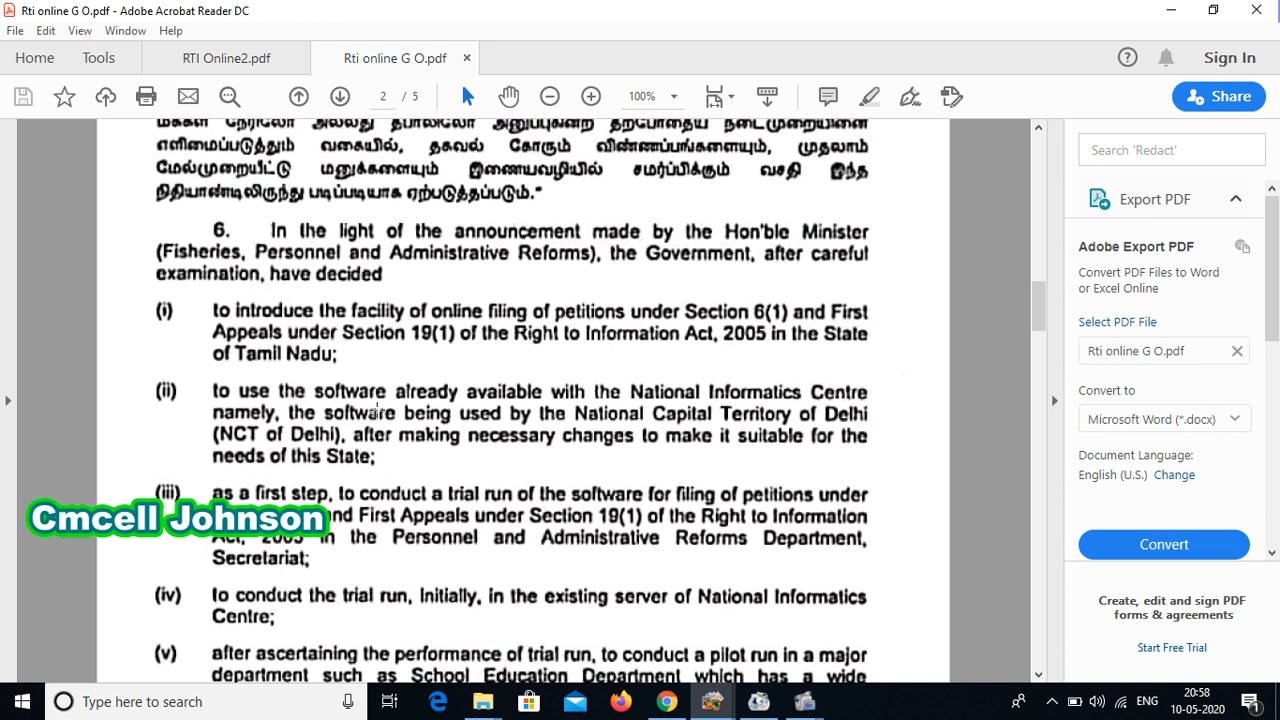 Rti online G O.pdf - Adobe Acrobat Reader DC
File Edit View Window Help
Home Tools RTI Online2.pdf Rti online G O.pdf × Sign In
2 / 5 100% Share
மக்கள் நேரிலோ அல்லது தபாலிலோ அனுப்புகின்ற தற்போதைய நடைமுறையினை
எளிமைப்படுத்தும் வகையில், தகவல் கோரும் விண்ணப்பங்களையும், முதலாம்
மேல்முறையீட்டு மனுக்களையும் இணையவழியில் சமர்ப்பிக்கும் வசதி இந்த
நிதியாண்டிலிருந்து படிப்படியாக ஏற்படுத்தப்படும்."
6. In the light of the announcement made by the Hon'ble Minister
(Fisheries, Personnel and Administrative Reforms), the Government, after careful
examination, have decided
(i) to introduce the facility of online filing of petitions under Section 6(1) and First
Appeals under Section 19(1) of the Right to Information Act, 2005 in the State
of Tamil Nadu;
(ii) to use the software already available with the National Informatics Centre
namely, the software being used by the National Capital Territory of Delhi
(NCT of Delhi), after making necessary changes to make it suitable for the
needs of this State;
(iii) as a first step, to conduct a trial run of the software for filing of petitions under
nd First Appeals under Section 19(1) of the Right to Information
Act, 2005 in the Personnel and Administrative Reforms Department,
Secretariat;
(iv) to conduct the trial run, initially, in the existing server of National Informatics
Centre;
(v) after ascertaining the performance of trial run, to conduct a pilot run in a major
department such as School Education Department which has a wide
Cmcell Johnson
Search 'Redact'
Export PDF
Adobe Export PDF
Convert PDF Files to Word
or Excel Online
Select PDF File
Rti online G O.pdf
Convert to
Microsoft Word (*.docx)
Document Language:
English (U.S.) Change
Convert
Create, edit and sign PDF
forms & agreements
Start Free Trial
Type here to search
ENG
20:58
10-05-2020
1